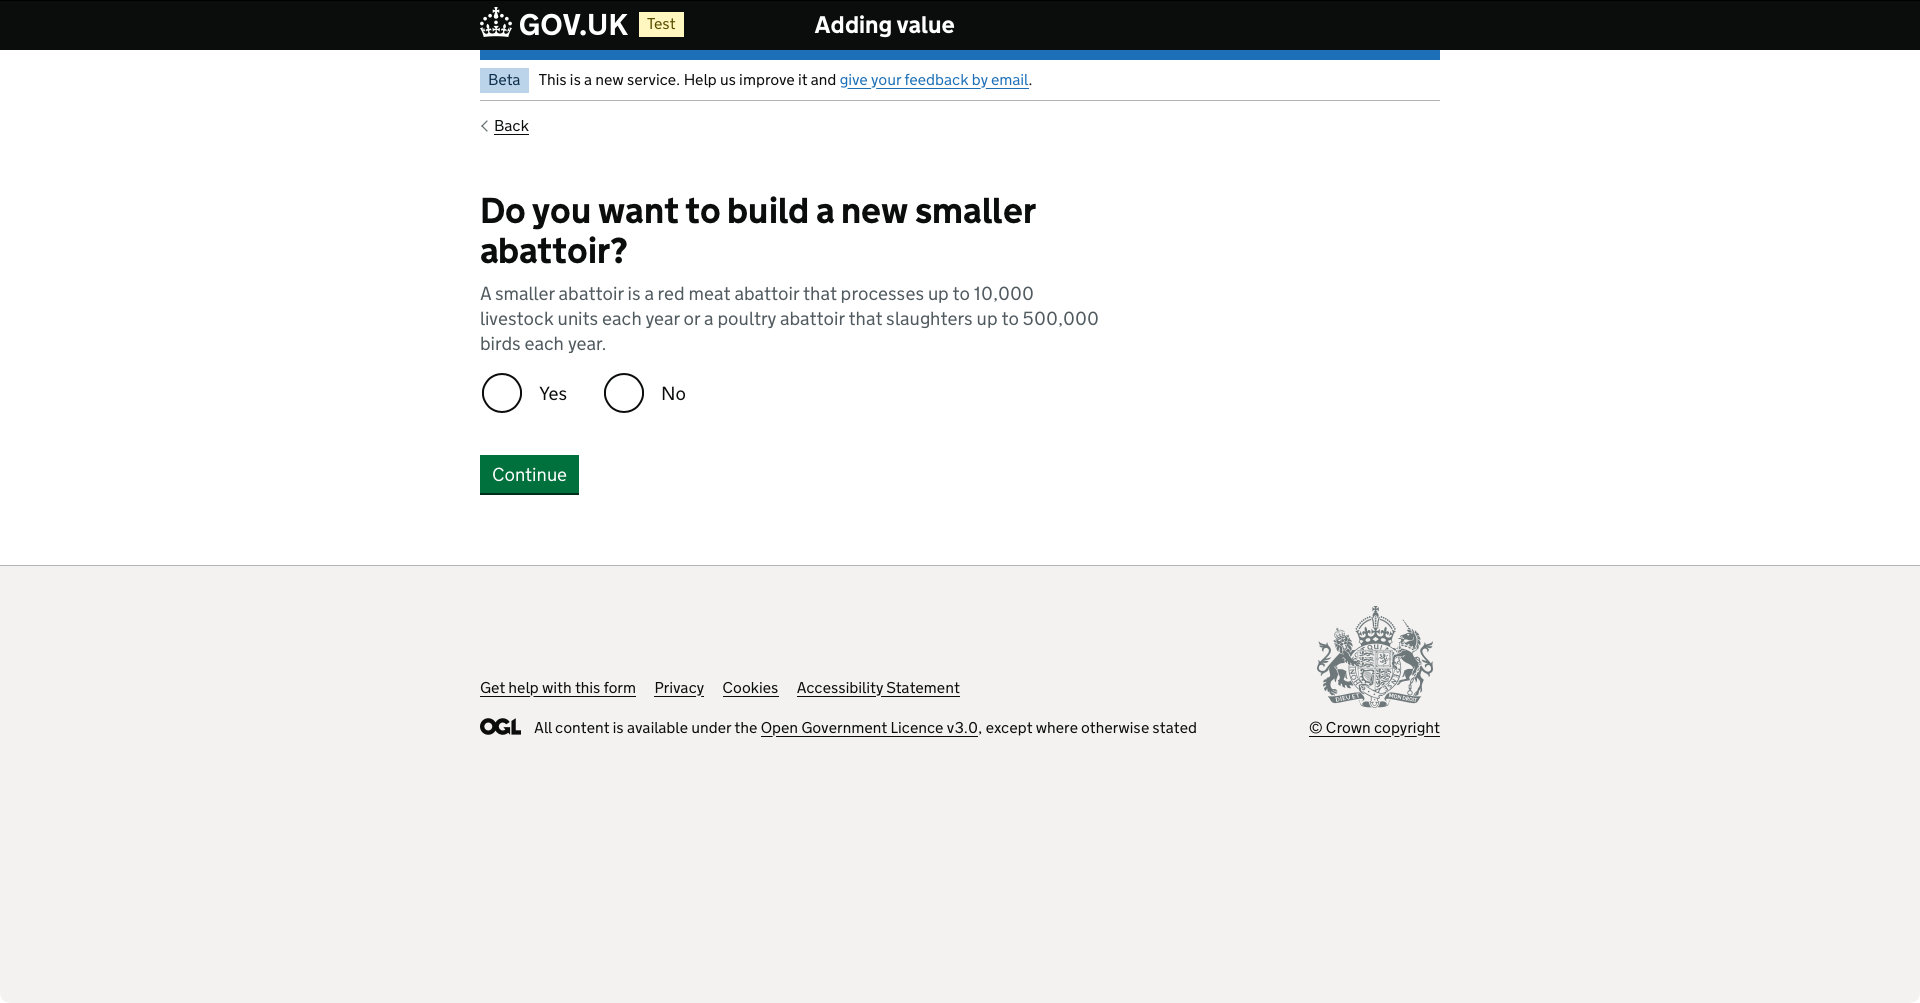 GOV.UK Test Adding value
Beta This is a new service. Help us improve it and give your feedback by email.
Back
Do you want to build a new smaller
abattoir?
A smaller abattoir is a red meat abattoir that processes up to 10,000
livestock units each year or a poultry abattoir that slaughters up to 500,000
birds each year.
Yes No
Continue
Get help with this form Privacy Cookies Accessibility Statement
OGL All content is available under the Open Government Licence v3.0, except where otherwise stated
© Crown copyright